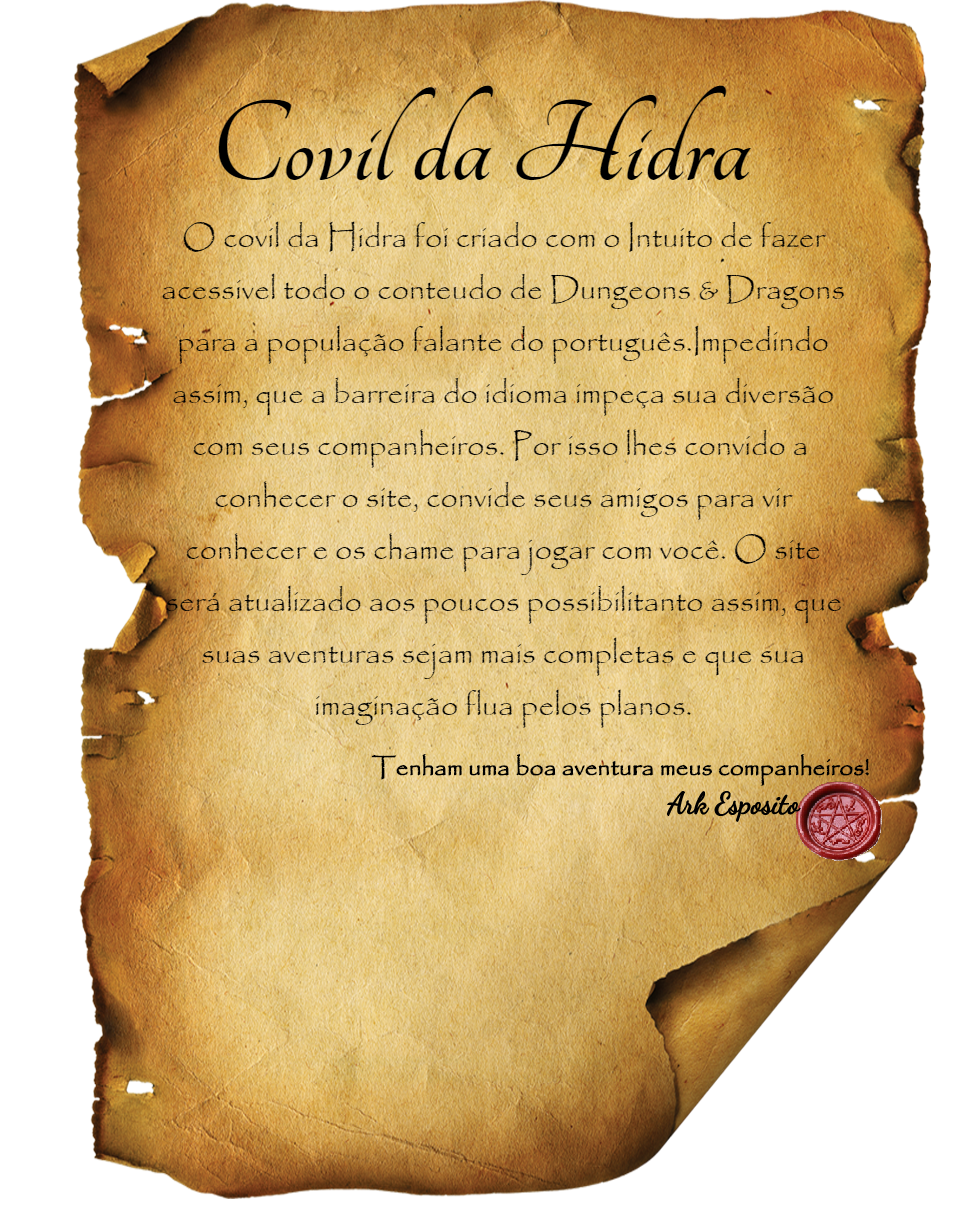 Covil da Hidra
O covil da Hidra foi criado com o Intuito de fazer
acessivel todo o conteudo de Dungeons & Dragons
para a população falante do português.Impedindo
assim, que a barreira do idioma impeça sua diversão
com seus companheiros. Por isso lhes convido a
conhecer o site, convide seus amigos para vir
conhecer e os chame para jogar com você. O site
será atualizado aos poucos possibilitanto assim, que
suas aventuras sejam mais completas e que sua
imaginação flua pelos planos.
Tenham uma boa aventura meus companheiros!
Ark Esposito